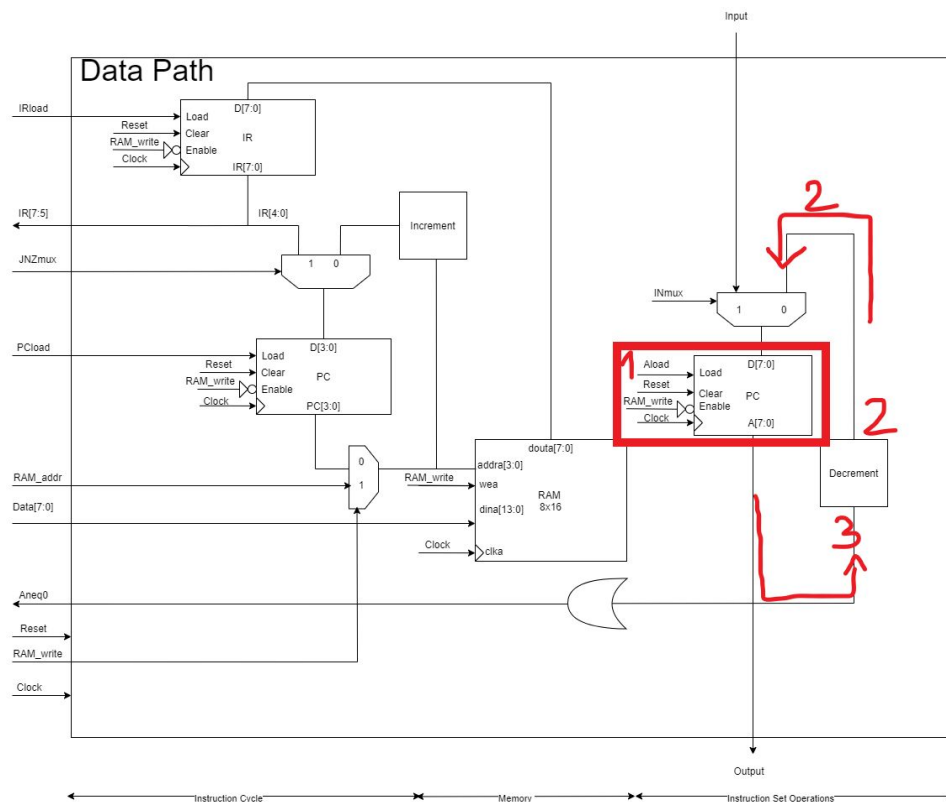 Input
Data Path
IRload
D[7:0]
Load
Reset
Clear
IR
RAM_write
Enable
Clock
IR[7:0]
IR[7:5]
IR[4:0]
Increment
2
1 0
JNZmux
INmux
1 0
PCload
D[3:0]
Load
Reset
Clear
PC
RAM_write
Enable
Clock
PC[3:0]
1
Aload
D[7:0]
Load
Reset
Clear
PC
RAM_write
Enable
Clock
A[7:0]
2
Decrement
3
0
1
RAM_addr
Data[7:0]
douta[7:0]
addra[3:0]
RAM_write
wea
RAM
8x16
dina[13:0]
Clock
clka
Aneq0
Reset
RAM_write
Clock
Output
Instruction Cycle
Memory
Instruction Set Operations